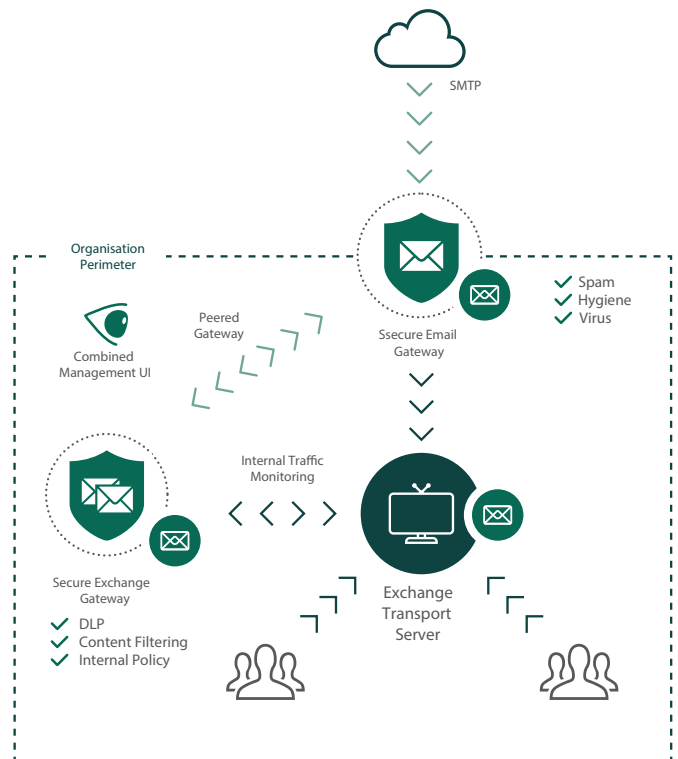 SMTP
Organisation
Perimeter
Spam
Hygiene
Virus
Peered
Gateway
Ssecure Email
Gateway
Combined
Management UI
Internal Traffic
Monitoring
Secure Exchange
Gateway
DLP
Content Filtering
Internal Policy
Exchange
Transport
Server